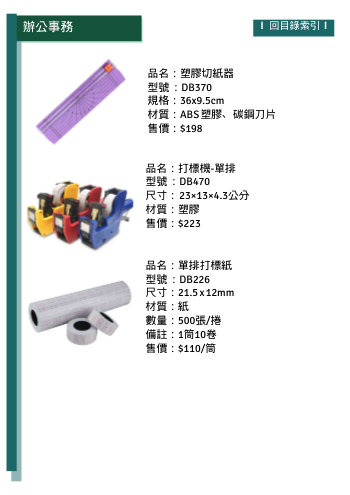 辦公事務
I 回目錄索引 I
品名：塑膠切紙器
型號：DB370
規格：36x9.5cm
材質：ABS塑膠、碳鋼刀片
售價：$198
品名：打標機-單排
型號：DB470
尺寸：23×13×4.3公分
材質：塑膠
售價：$223
品名：單排打標紙
型號：DB226
尺寸：21.5 x 12mm
材質：紙
數量：500張/捲
備註：1筒10卷
售價：$110/筒